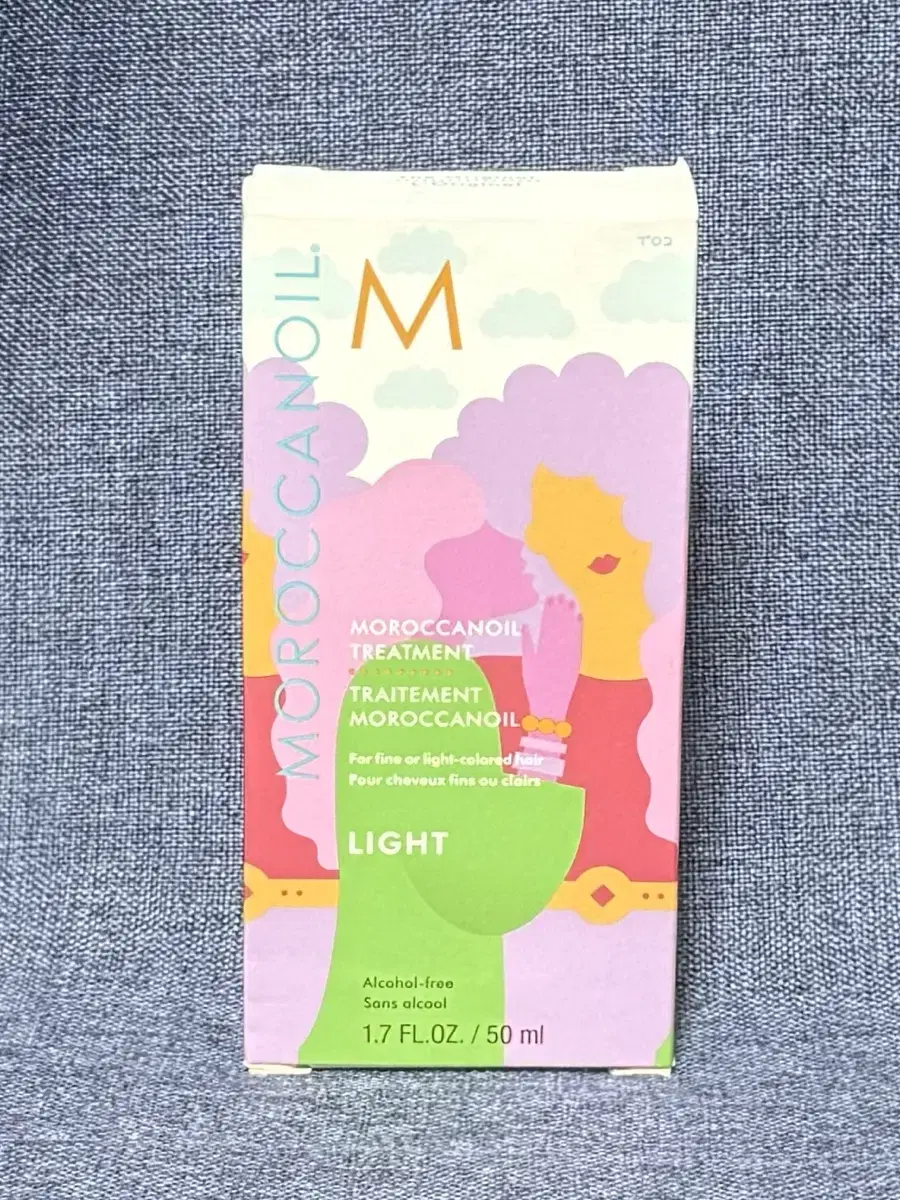 MOROCCANOIL.
M
MOROCCANOIL
TREATMENT
TRAITEMENT
MOROCCANOIL
For fine or light-colored hair
Pour cheveux fins ou clairs
LIGHT
Alcohol-free
Sans alcool
1.7 FL.OZ. / 50 ml